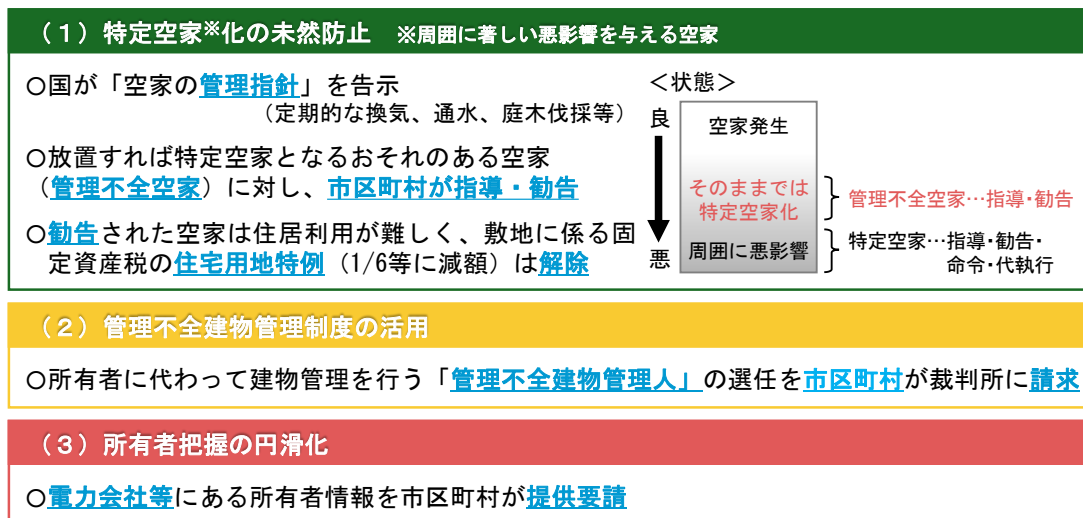 （１）特定空家※化の未然防止　※周囲に著しい悪影響を与える空家
○国が「空家の管理指針」を告示
（定期的な換気、通水、庭木伐採等）
○放置すれば特定空家となるおそれのある空家
（管理不全空家）に対し、市区町村が指導・勧告
○勧告された空家は住居利用が難しく、敷地に係る固
定資産税の住宅用地特例（1/6等に減額）は解除
＜状態＞
良
空家発生
そのままでは
特定空家化
周囲に悪影響
悪
管理不全空家…指導・勧告
特定空家…指導・勧告・
命令・代執行
（２）管理不全建物管理制度の活用
○所有者に代わって建物管理を行う「管理不全建物管理人」の選任を市区町村が裁判所に請求
（３）所有者把握の円滑化
○電力会社等にある所有者情報を市区町村が提供要請